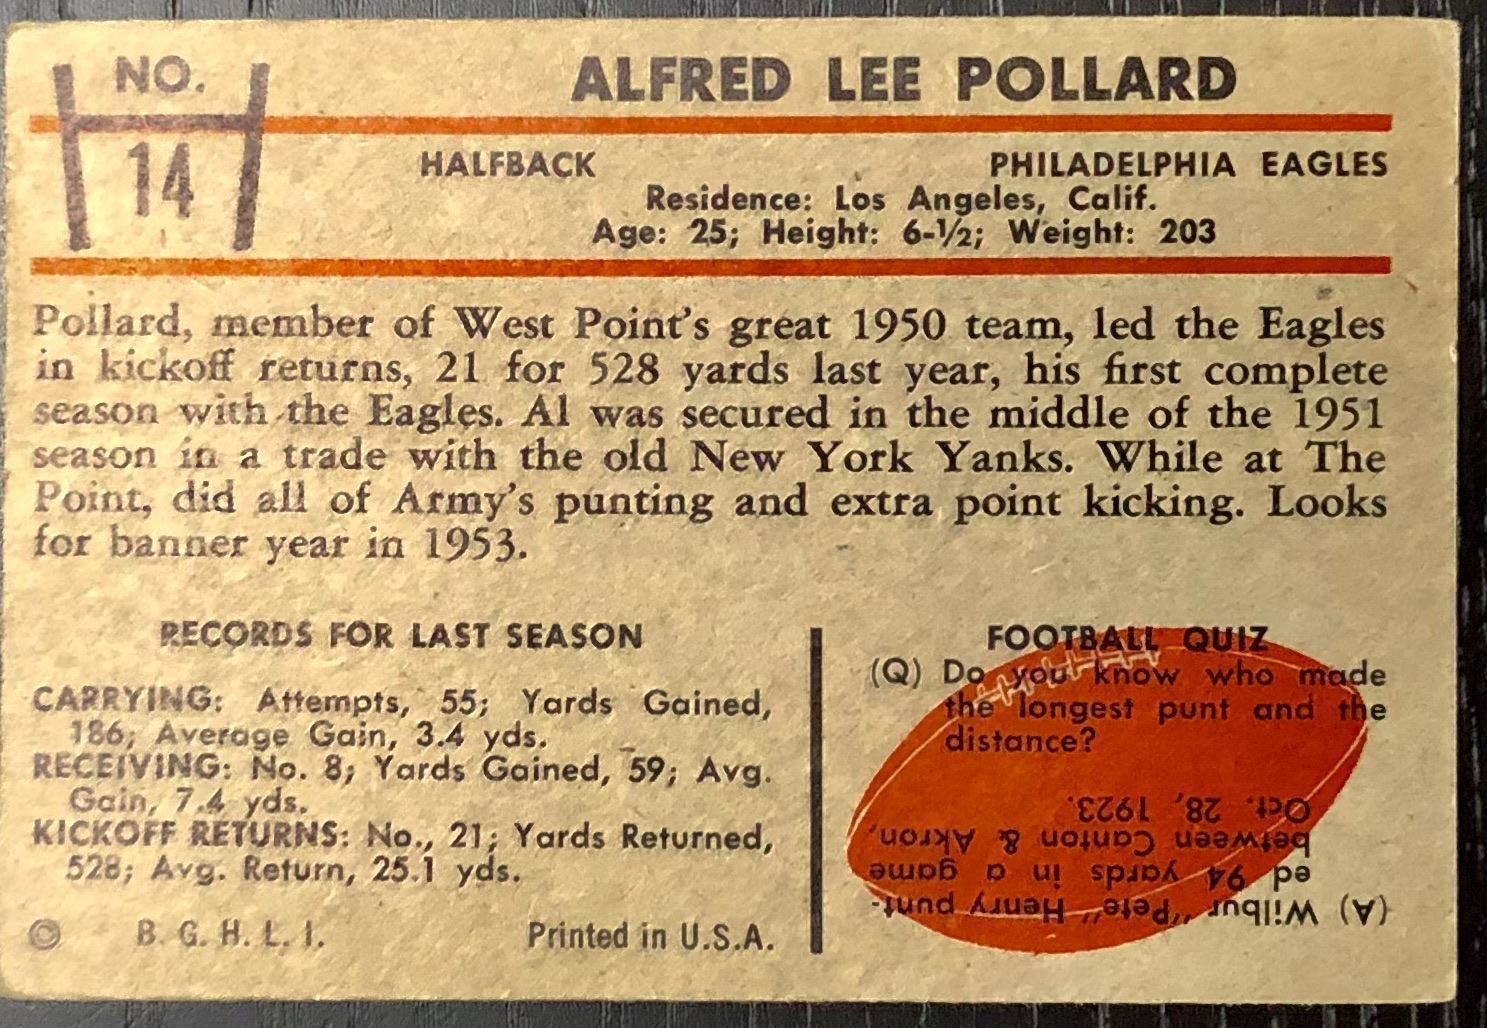 NO.
14
ALFRED LEE POLLARD
HALFBACK PHILADELPHIA EAGLES
Residence: Los Angeles, Calif.
Age: 25; Height: 6-½; Weight: 203
Pollard, member of West Point's great 1950 team, led the Eagles
in kickoff returns, 21 for 528 yards last year, his first complete
season with the Eagles. Al was secured in the middle of the 1951
season in a trade with the old New York Yanks. While at The
Point, did all of Army's punting and extra point kicking. Looks
for banner year in 1953.
RECORDS FOR LAST SEASON
CARRYING: Attempts, 55; Yards Gained,
186; Average Gain, 3.4 yds.
RECEIVING: No. 8; Yards Gained, 59; Avg.
Gain, 7.4 yds.
KICKOFF RETURNS: No., 21; Yards Returned,
528; Avg. Return, 25.1 yds.
© B. G. H. L. I. Printed in U.S.A.
FOOTBALL QUIZ
(Q) Do you know who made
the longest punt and the
distance?
(A) Wilbur "Pete" Henry punt-
ed 94 yards in a game
between Canton & Akron,
Oct. 28, 1923.